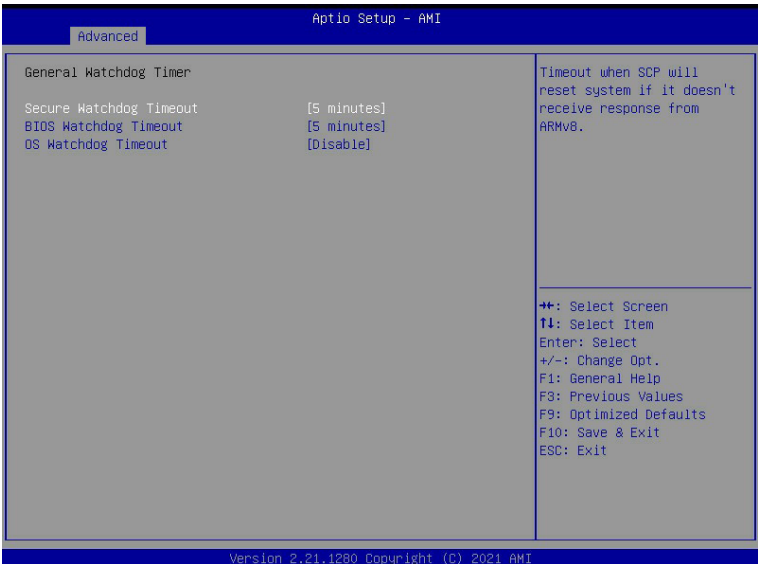 Aptio Setup – AMI
Advanced
General Watchdog Timer
Secure Watchdog Timeout [5 minutes]
BIOS Watchdog Timeout [5 minutes]
OS Watchdog Timeout [Disable]
Timeout when SCP will
reset system if it doesn't
receive response from
ARMv8.
→←: Select Screen
↑↓: Select Item
Enter: Select
+/-: Change Opt.
F1: General Help
F3: Previous Values
F9: Optimized Defaults
F10: Save & Exit
ESC: Exit
Version 2.21.1280 Copyright (C) 2021 AMI